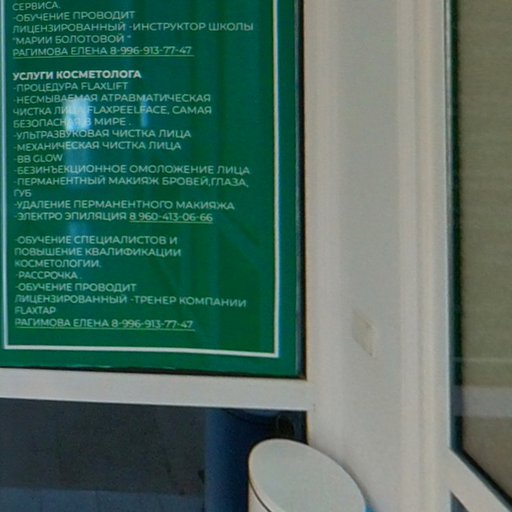 СЕРВИСА.
-ОБУЧЕНИЕ ПРОВОДИТ
ЛИЦЕНЗИРОВАННЫЙ -ИНСТРУКТОР ШКОЛЫ
"МАРИИ БОЛОТОВОЙ "
РАГИМОВА ЕЛЕНА 8-996-913-77-47
УСЛУГИ КОСМЕТОЛОГА
-ПРОЦЕДУРА FLAXLIFT
-НЕСМЫВАЕМАЯ АТРАВМАТИЧЕСКАЯ
ЧИСТКА ЛИЦА FLAXPEELFACE, САМАЯ
БЕЗОПАСНАЯ В МИРЕ .
-УЛЬТРАЗВУКОВАЯ ЧИСТКА ЛИЦА
-МЕХАНИЧЕСКАЯ ЧИСТКА ЛИЦА
-BB GLOW
-БЕЗИНЪЕКЦИОННОЕ ОМОЛОЖЕНИЕ ЛИЦА
-ПЕРМАНЕНТНЫЙ МАКИЯЖ БРОВЕЙ,ГЛАЗА,
ГУБ
-УДАЛЕНИЕ ПЕРМАНЕНТНОГО МАКИЯЖА
-ЭЛЕКТРО ЭПИЛЯЦИЯ 8 960-413-06-66
-ОБУЧЕНИЕ СПЕЦИАЛИСТОВ И
ПОВЫШЕНИЕ КВАЛИФИКАЦИИ
КОСМЕТОЛОГИИ.
-РАССРОЧКА .
-ОБУЧЕНИЕ ПРОВОДИТ
ЛИЦЕНЗИРОВАННЫЙ -ТРЕНЕР КОМПАНИИ
FLAXTAP
РАГИМОВА ЕЛЕНА 8-996-913-77-47